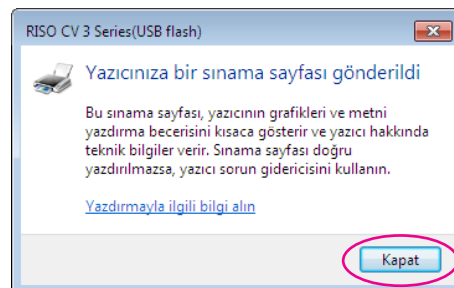 RISO CV 3 Series(USB flash)
Yazıcınıza bir sınama sayfası gönderildi
Bu sınama sayfası, yazıcının grafikleri ve metni
yazdırma becerisini kısaca gösterir ve yazıcı hakkında
teknik bilgiler verir. Sınama sayfası doğru
yazdırılmazsa, yazıcı sorun gidericisini kullanın.
Yazdırmayla ilgili bilgi alın
Kapat